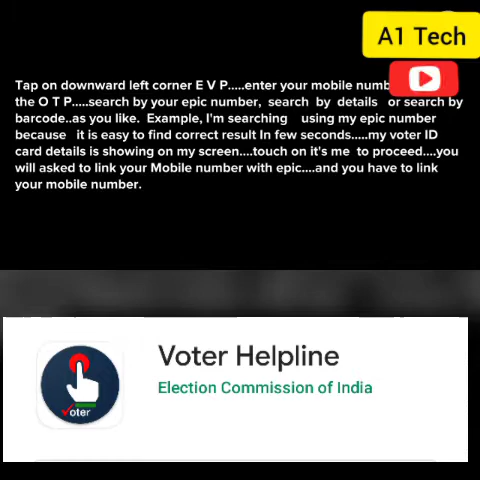 A1 Tech
Tap on downward left corner E V P.....enter your mobile
the O T P.....search by your epic number, search by details or search by
barcode..as you like. Example, I'm searching using my epic number
because it is easy to find correct result In few seconds.....my voter ID
card details is showing on my screen....touch on it's me to proceed....you
will asked to link your Mobile number with epic....and you have to link
your mobile number.
Voter Helpline
Election Commission of India
Voter